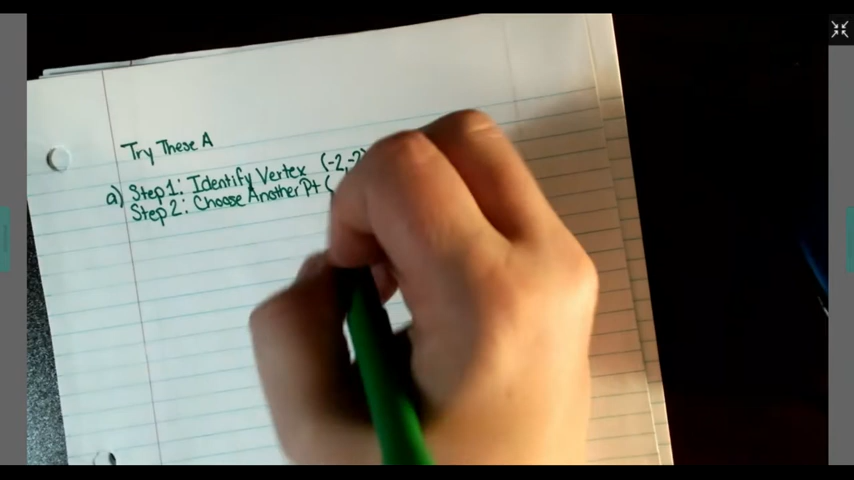 Try These A
a) Step 1: Identify Vertex (-2,-2)
Step 2: Choose Another Pt (